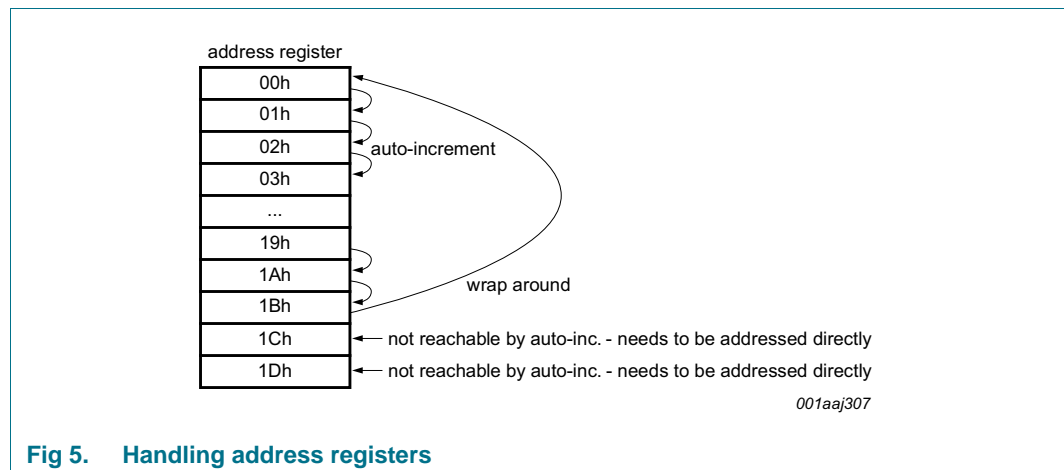 address register
00h
01h
02h
auto-increment
03h
...
19h
1Ah
wrap around
1Bh
1Ch
not reachable by auto-inc. - needs to be addressed directly
1Dh
not reachable by auto-inc. - needs to be addressed directly
001aaj307
Fig 5. Handling address registers